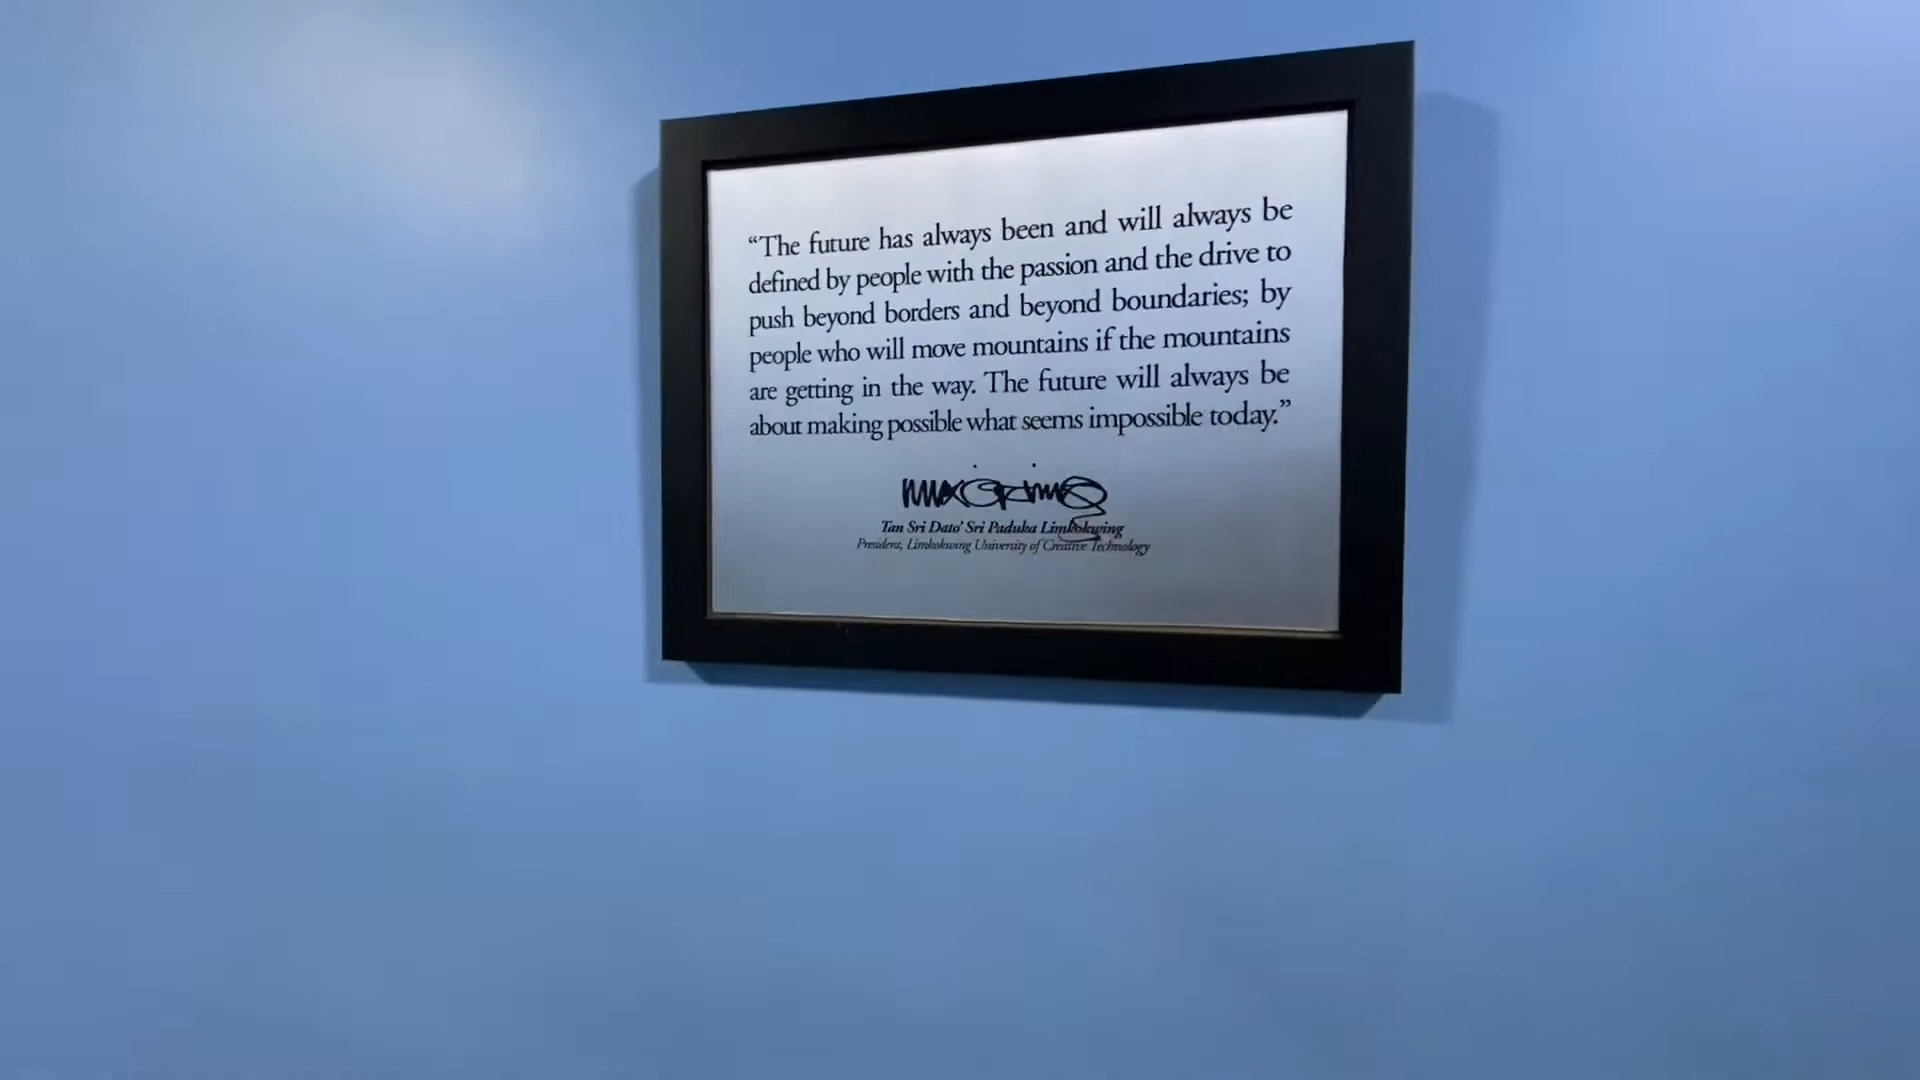 “The future has always been and will always be
defined by people with the passion and the drive to
push beyond borders and beyond boundaries; by
people who will move mountains if the mountains
are getting in the way. The future will always be
about making possible what seems impossible today.”
Tan Sri Dato’ Sri Paduka Limkokwing
President, Limkokwing University of Creative Technology